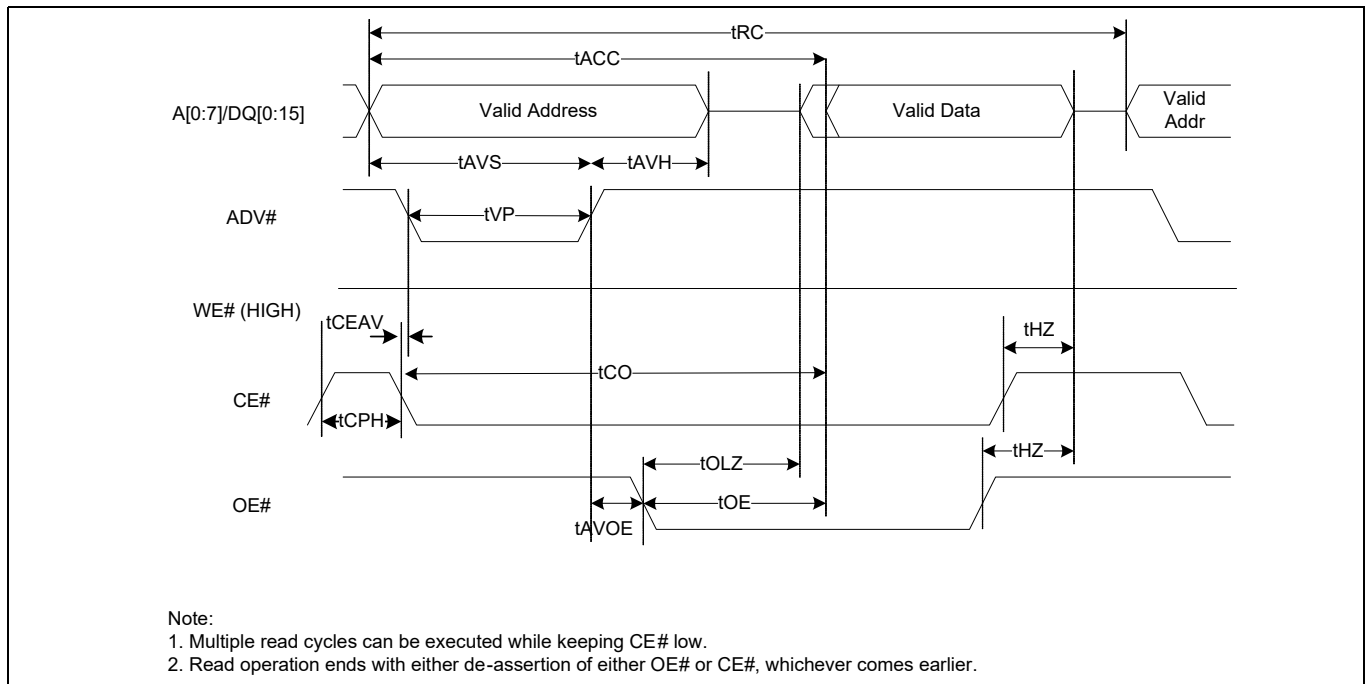 tRC
tACC
A[0:7]/DQ[0:15]
Valid Address
Valid Data
Valid
Addr
tAVS
tAVH
ADV#
tVP
WE# (HIGH)
tCEAV
tHZ
tCO
CE#
tCPH
tHZ
tOLZ
OE#
tOE
tAVOE
Note:
1. Multiple read cycles can be executed while keeping CE# low.
2. Read operation ends with either de-assertion of either OE# or CE#, whichever comes earlier.